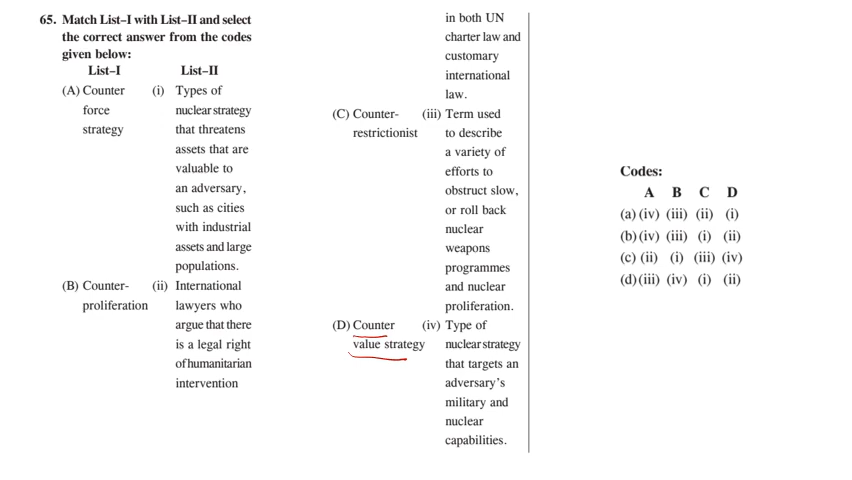 65. Match List–I with List–II and select
the correct answer from the codes
given below:
List–I List–II
(A) Counter (i) Types of
force nuclear strategy
strategy that threatens
assets that are
valuable to
an adversary,
such as cities
with industrial
assets and large
populations.
(B) Counter- (ii) International
proliferation lawyers who
argue that there
is a legal right
of humanitarian
intervention
in both UN
charter law and
customary
international
law.
(C) Counter- (iii) Term used
restrictionist to describe
a variety of
efforts to
obstruct slow,
or roll back
nuclear
weapons
programmes
and nuclear
proliferation.
(D) Counter (iv) Type of
value strategy nuclear strategy
that targets an
adversary's
military and
nuclear
capabilities.
Codes:
A B C D
(a) (iv) (iii) (ii) (i)
(b) (iv) (iii) (i) (ii)
(c) (ii) (i) (iii) (iv)
(d) (iii) (iv) (i) (ii)